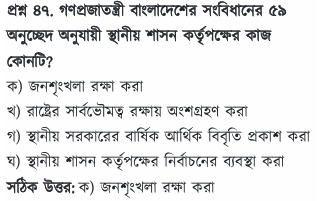 প্রশ্ন ৪৭. গণপ্রজাতন্ত্রী বাংলাদেশের সংবিধানের ৫৯
অনুচ্ছেদ অনুযায়ী স্থানীয় শাসন কর্তৃপক্ষের কাজ
কোনটি?
ক) জনশৃংখলা রক্ষা করা
খ) রাষ্ট্রের সার্বভৌমত্ব রক্ষায় অংশগ্রহণ করা
গ) স্থানীয় সরকারের বার্ষিক আর্থিক বিবৃতি প্রকাশ করা
ঘ) স্থানীয় শাসন কর্তৃপক্ষের নির্বাচনের ব্যবস্থা করা
সঠিক উত্তর: ক) জনশৃংখলা রক্ষা করা